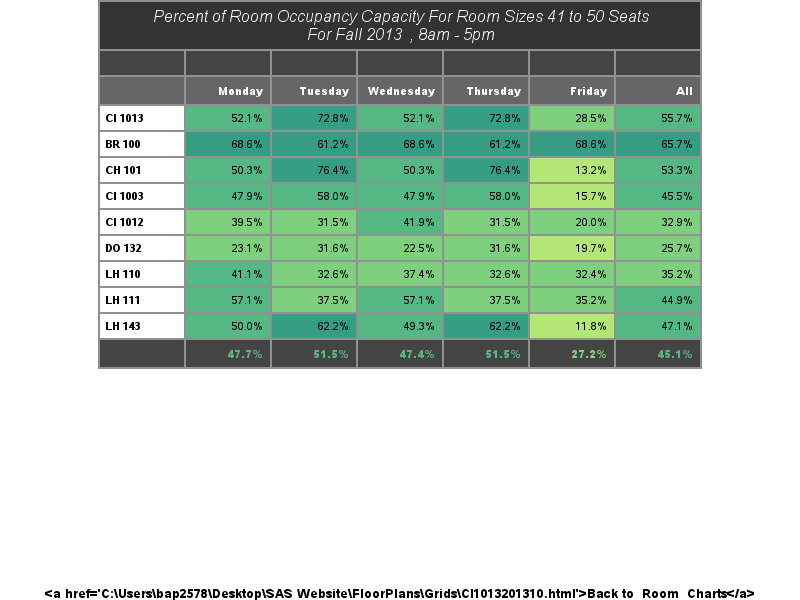 Percent of Room Occupancy Capacity For Room Sizes 41 to 50 Seats
For Fall 2013 , 8am - 5pm
Monday Tuesday Wednesday Thursday Friday All
CI 1013 52.1% 72.8% 52.1% 72.8% 28.5% 55.7%
BR 100 68.6% 61.2% 68.6% 61.2% 68.6% 65.7%
CH 101 50.3% 76.4% 50.3% 76.4% 13.2% 53.3%
CI 1003 47.9% 58.0% 47.9% 58.0% 15.7% 45.5%
CI 1012 39.5% 31.5% 41.9% 31.5% 20.0% 32.9%
DO 132 23.1% 31.6% 22.5% 31.6% 19.7% 25.7%
LH 110 41.1% 32.6% 37.4% 32.6% 32.4% 35.2%
LH 111 57.1% 37.5% 57.1% 37.5% 35.2% 44.9%
LH 143 50.0% 62.2% 49.3% 62.2% 11.8% 47.1%
47.7% 51.5% 47.4% 51.5% 27.2% 45.1%
<a href='C:\Users\bap2578\Desktop\SAS Website\FloorPlans\Grids\CI1013201310.html'>Back to Room Charts</a>